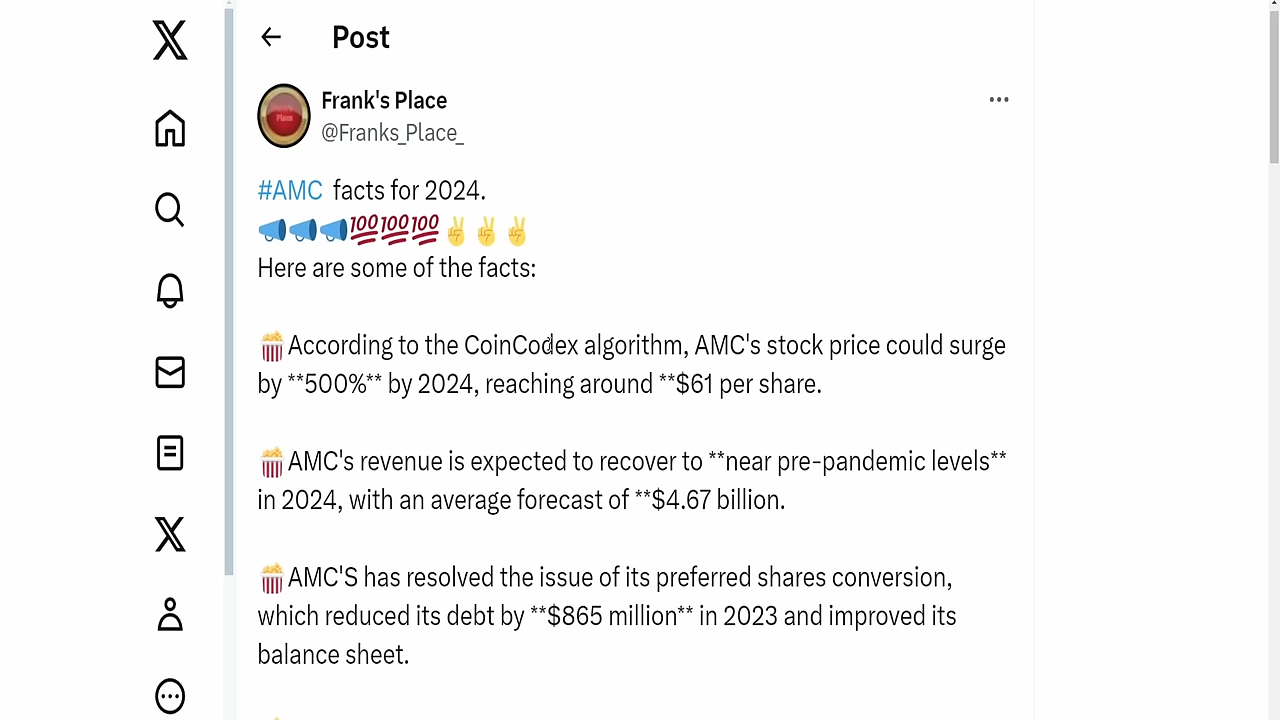 Post
Frank's Place
@Franks_Place_
#AMC facts for 2024.
📣📣📣💯💯💯✌️✌️✌️
Here are some of the facts:
🍿According to the CoinCodex algorithm, AMC's stock price could surge
by **500%** by 2024, reaching around **$61 per share.
🍿AMC's revenue is expected to recover to **near pre-pandemic levels**
in 2024, with an average forecast of **$4.67 billion.
🍿AMC'S has resolved the issue of its preferred shares conversion,
which reduced its debt by **$865 million** in 2023 and improved its
balance sheet.